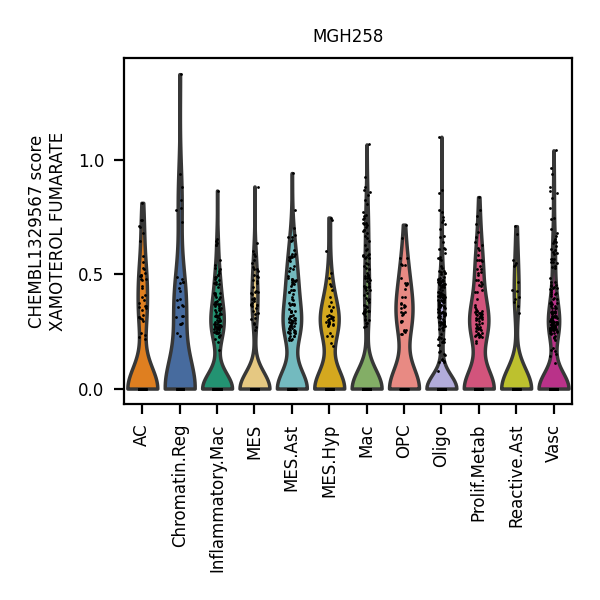 MGH258
CHEMBL1329567 score
XAMOTEROL FUMARATE
1.0
0.5
0.0
AC
Chromatin.Reg
Inflammatory.Mac
MES
MES.Ast
MES.Hyp
Mac
OPC
Oligo
Prolif.Metab
Reactive.Ast
Vasc